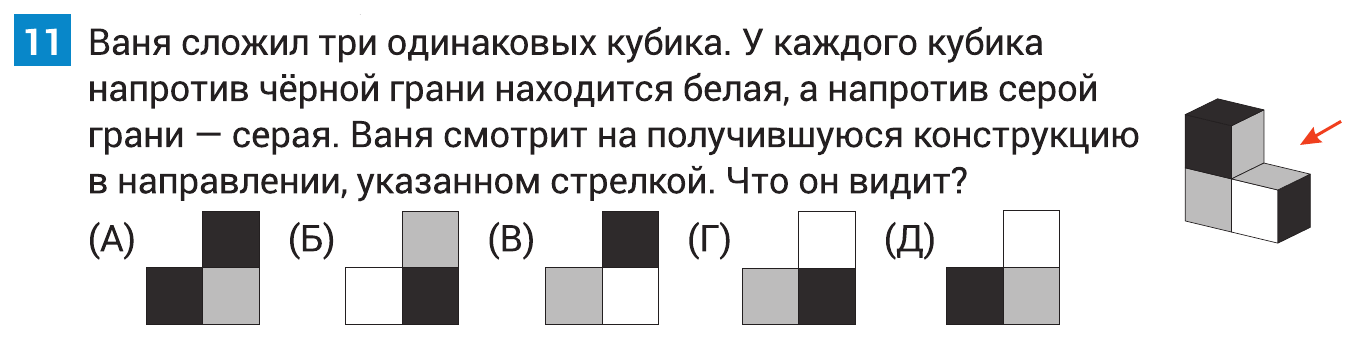 11 Ваня сложил три одинаковых кубика. У каждого кубика
напротив чёрной грани находится белая, а напротив серой
грани — серая. Ваня смотрит на получившуюся конструкцию
в направлении, указанном стрелкой. Что он видит?
(А) (Б) (В) (Г) (Д)